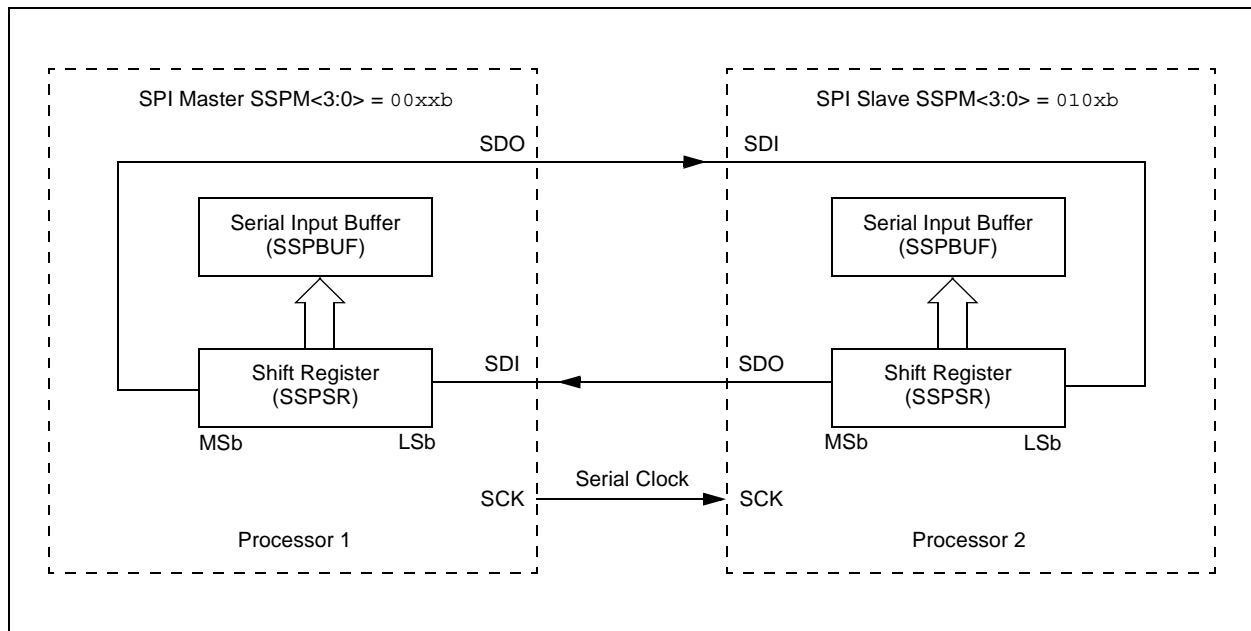 SPI Master SSPM<3:0> = 00xxb
SDO
Serial Input Buffer
(SSPBUF)
Shift Register
(SSPSR)
MSb
LSb
SDI
SCK
Processor 1
Serial Clock
SPI Slave SSPM<3:0> = 010xb
SDI
Serial Input Buffer
(SSPBUF)
SDO
Shift Register
(SSPSR)
MSb
LSb
SCK
Processor 2